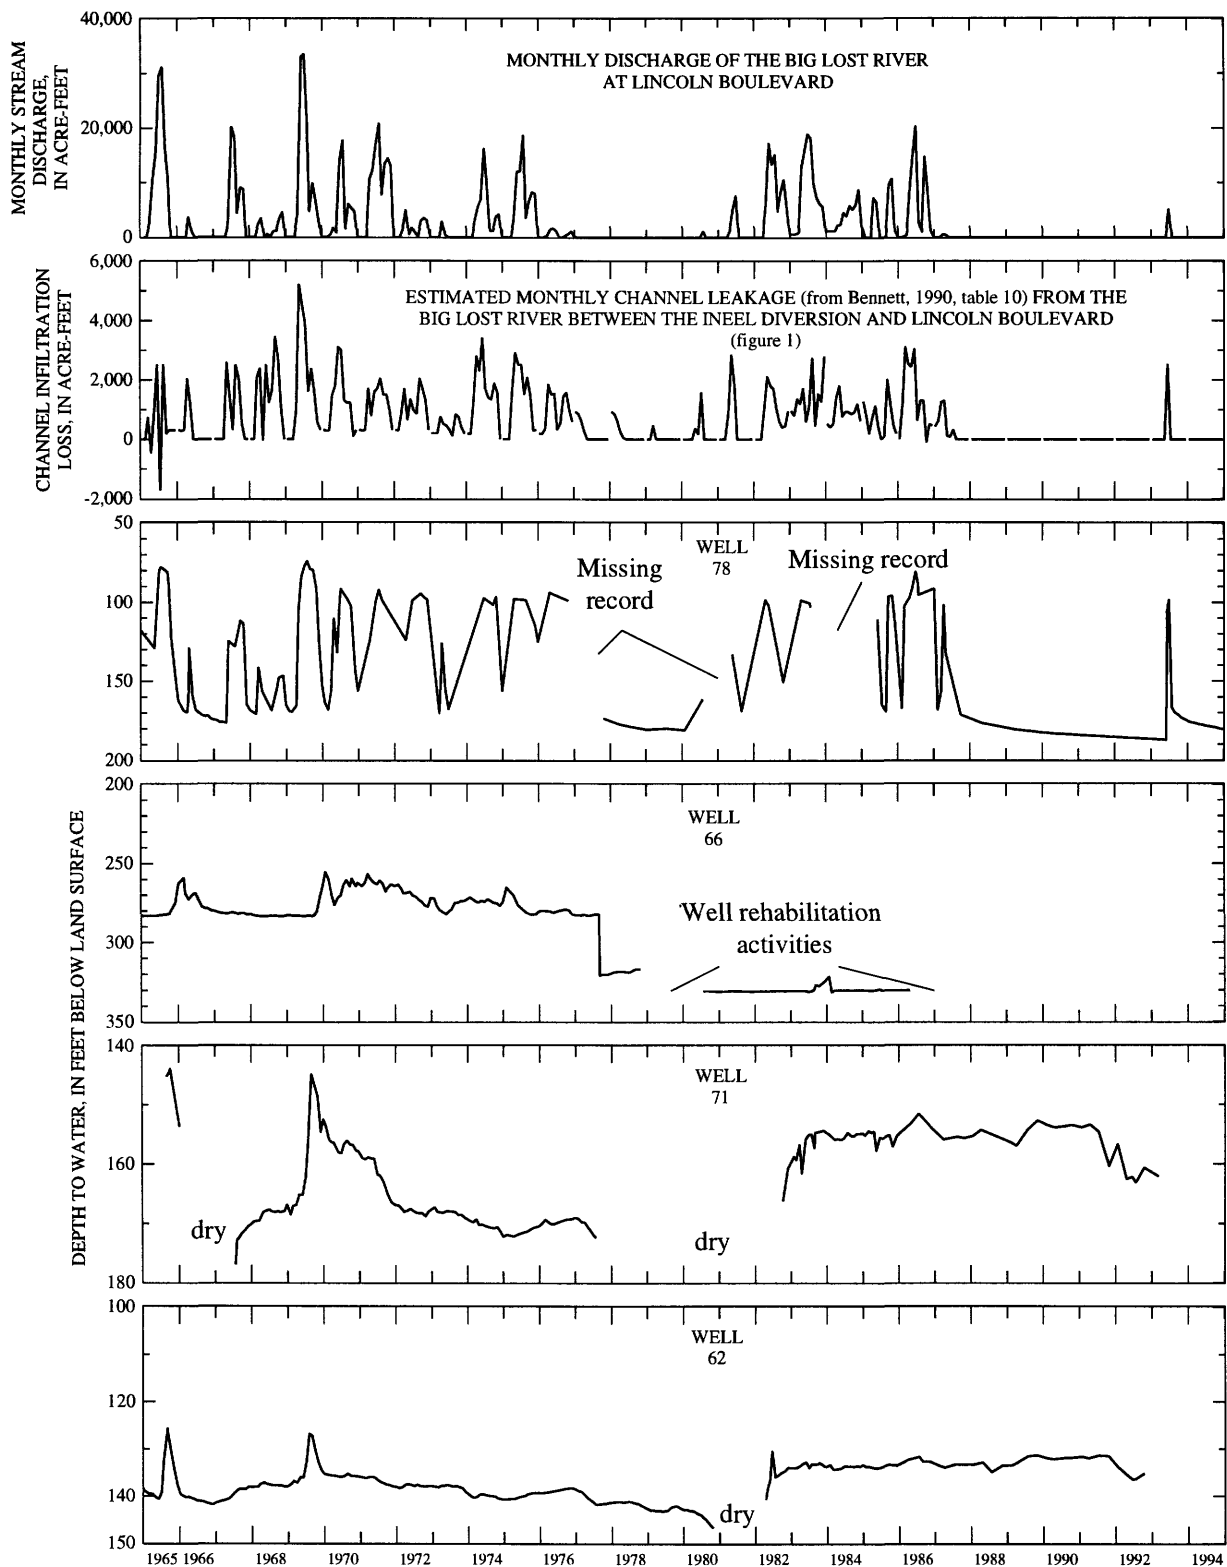 MONTHLY STREAM
DISCHARGE,
IN ACRE-FEET
40,000
20,000
0
MONTHLY DISCHARGE OF THE BIG LOST RIVER
AT LINCOLN BOULEVARD
CHANNEL INFILTRATION
LOSS, IN ACRE-FEET
6,000
4,000
2,000
0
-2,000
ESTIMATED MONTHLY CHANNEL LEAKAGE (from Bennett, 1990, table 10) FROM THE
BIG LOST RIVER BETWEEN THE INEEL DIVERSION AND LINCOLN BOULEVARD
(figure 1)
DEPTH TO WATER, IN FEET BELOW LAND SURFACE
50
100
150
200
WELL
78
Missing
record
Missing record
200
250
300
350
WELL
66
Well rehabilitation
activities
140
160
180
WELL
71
dry
dry
100
120
140
150
WELL
62
dry
1965 1966 1968 1970 1972 1974 1976 1978 1980 1982 1984 1986 1988 1990 1992 1994